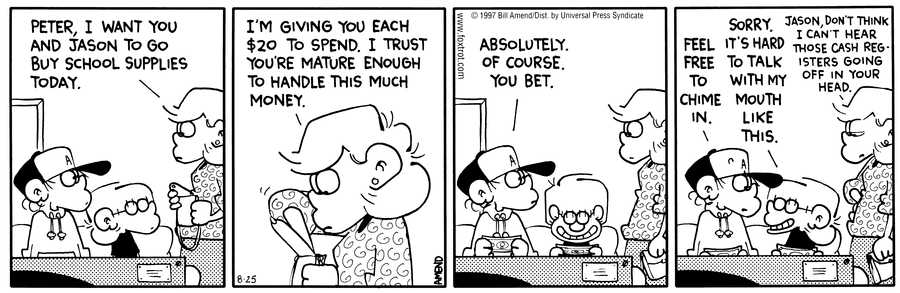 PETER, I WANT YOU
AND JASON TO GO
BUY SCHOOL SUPPLIES
TODAY.
A
I'M GIVING YOU EACH
$20 TO SPEND. I TRUST
YOU'RE MATURE ENOUGH
TO HANDLE THIS MUCH
MONEY.
8-25
AMEND
© 1997 Bill Amend/Dist. by Universal Press Syndicate
www.foxtrot.com
ABSOLUTELY.
OF COURSE.
YOU BET.
A
FEEL
FREE
TO
CHIME
IN.
SORRY.
IT'S HARD
TO TALK
WITH MY
MOUTH
LIKE
THIS.
JASON, DON'T THINK
I CAN'T HEAR
THOSE CASH REG-
ISTERS GOING
OFF IN YOUR
HEAD.
A